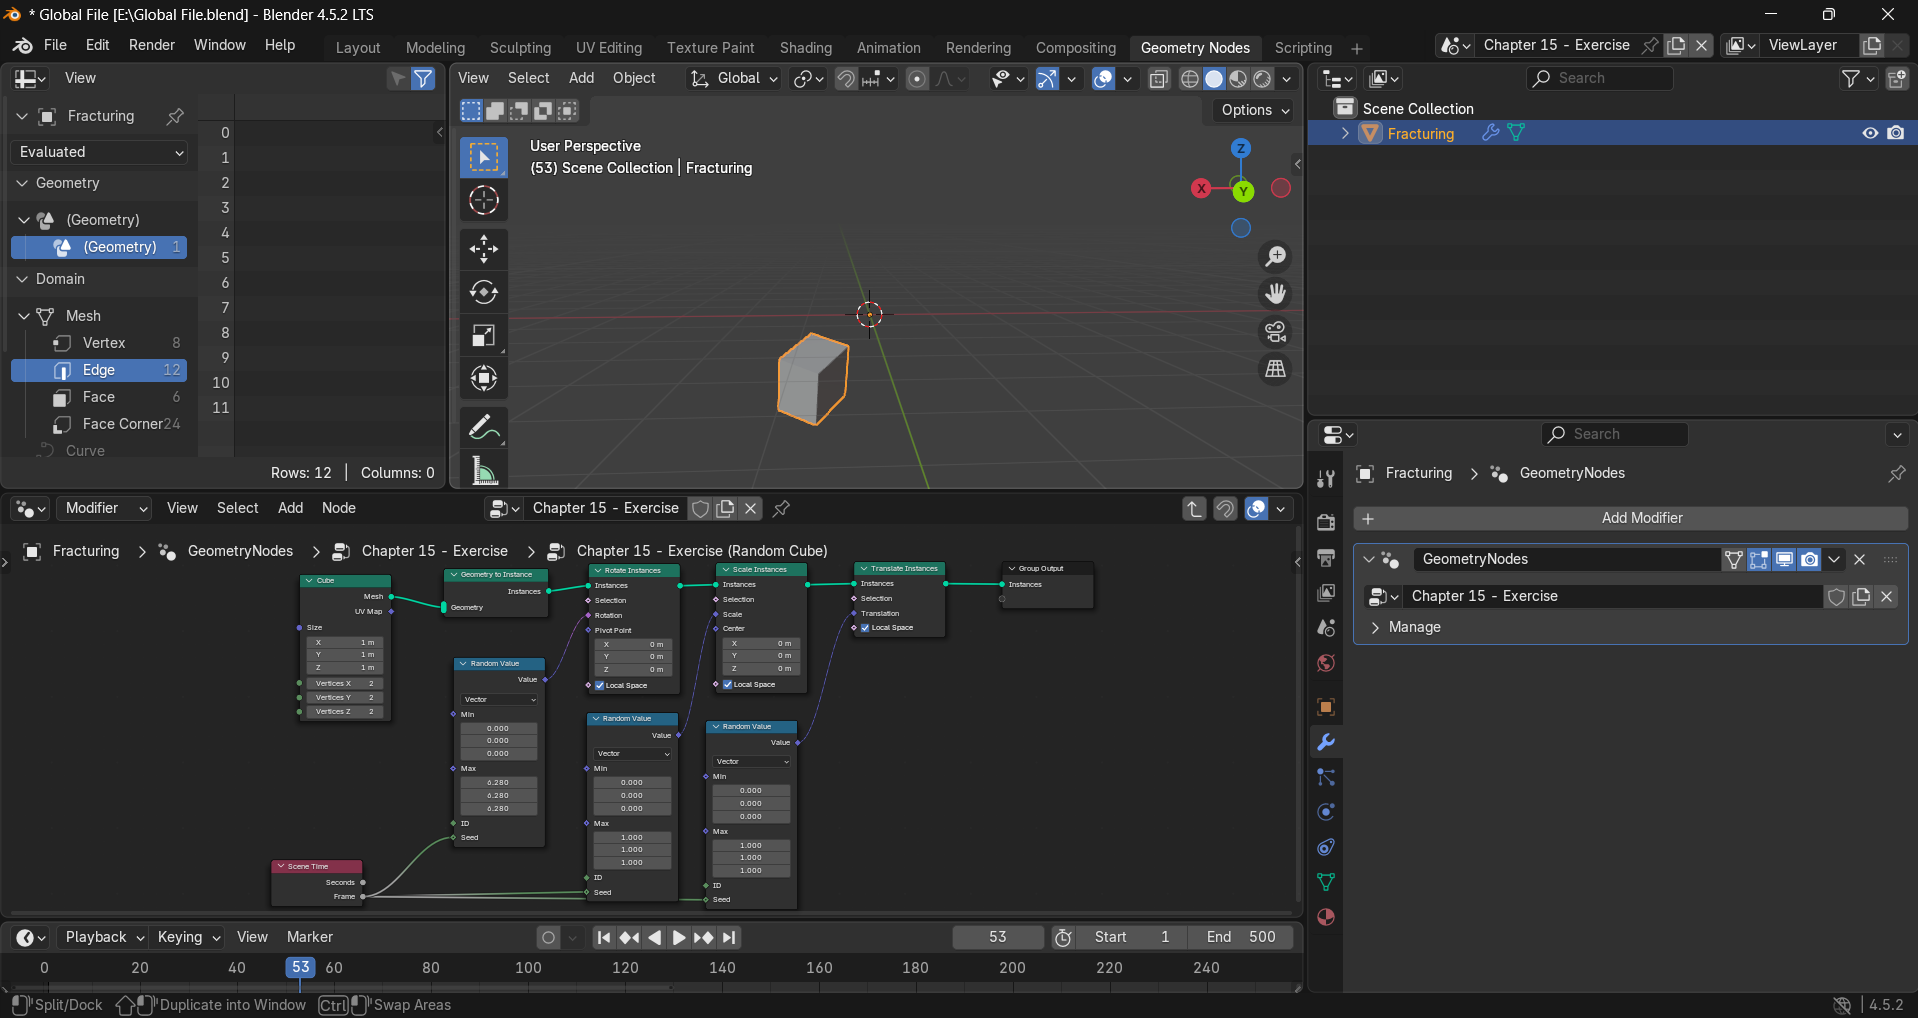 * Global File [E:\Global File.blend] - Blender 4.5.2 LTS
File Edit Render Window Help
Layout Modeling Sculpting UV Editing Texture Paint Shading Animation Rendering Compositing Geometry Nodes Scripting
Chapter 15 - Exercise
ViewLayer
View
Fracturing
Evaluated
Geometry
(Geometry)
(Geometry) 1
Domain
Mesh
Vertex 8
Edge 12
Face 6
Face Corner 24
Curve
0
1
2
3
4
5
6
7
8
9
10
11
Rows: 12 | Columns: 0
View Select Add Object
Global
Options
User Perspective
(53) Scene Collection | Fracturing
Z
X
Y
Search
Scene Collection
Fracturing
Search
Fracturing > GeometryNodes
Add Modifier
GeometryNodes
Chapter 15 - Exercise
Manage
Modifier View Select Add Node
Chapter 15 - Exercise
Fracturing > GeometryNodes > Chapter 15 - Exercise > Chapter 15 - Exercise (Random Cube)
Cube
Mesh
UV Map
Size
X 1 m
Y 1 m
Z 1 m
Vertices X 2
Vertices Y 2
Vertices Z 2
Geometry to Instance
Instances
Geometry
Rotate Instances
Instances
Selection
Rotation
Pivot Point
X 0 m
Y 0 m
Z 0 m
Local Space
Scale Instances
Instances
Selection
Scale
Center
X 0 m
Y 0 m
Z 0 m
Local Space
Translate Instances
Instances
Selection
Translation
Local Space
Group Output
Instances
Random Value
Value
Vector
Min
0.000
0.000
0.000
Max
6.280
6.280
6.280
ID
Seed
Random Value
Value
Vector
Min
0.000
0.000
0.000
Max
1.000
1.000
1.000
ID
Seed
Random Value
Value
Vector
Min
0.000
0.000
0.000
Max
1.000
1.000
1.000
ID
Seed
Scene Time
Seconds
Frame
Playback Keying View Marker
53
Start 1
End 500
0 20 40 53 60 80 100 120 140 160 180 200 220 240
Split/Dock Duplicate into Window Ctrl Swap Areas
4.5.2